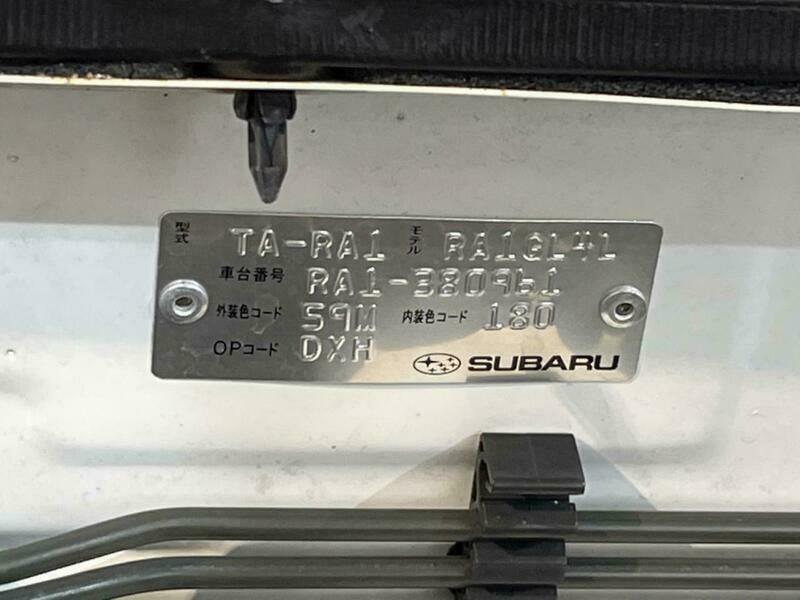 型式 TA-RA1 モデル RA1GL4L
車台番号 RA1-380961
外装色コード 59M 内装色コード 180
OPコード DXH SUBARU